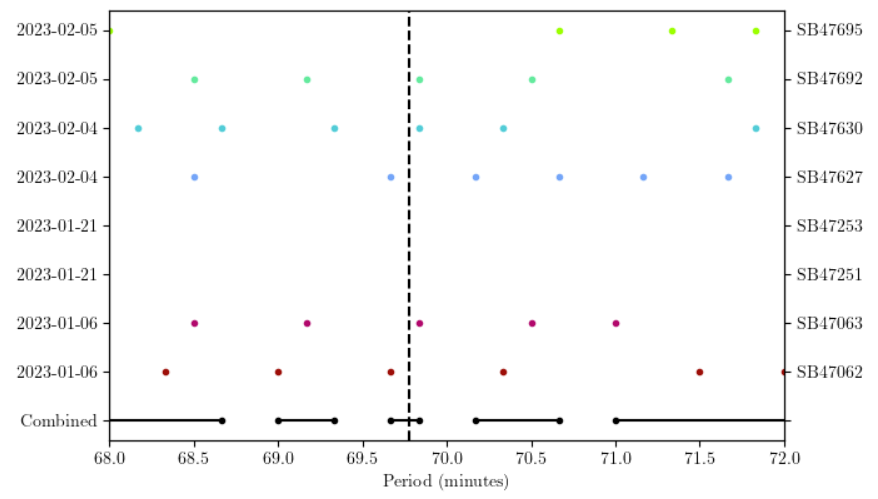 2023-02-05 SB47695
2023-02-05 SB47692
2023-02-04 SB47630
2023-02-04 SB47627
2023-01-21 SB47253
2023-01-21 SB47251
2023-01-06 SB47063
2023-01-06 SB47062
Combined
68.0 68.5 69.0 69.5 70.0 70.5 71.0 71.5 72.0
Period (minutes)